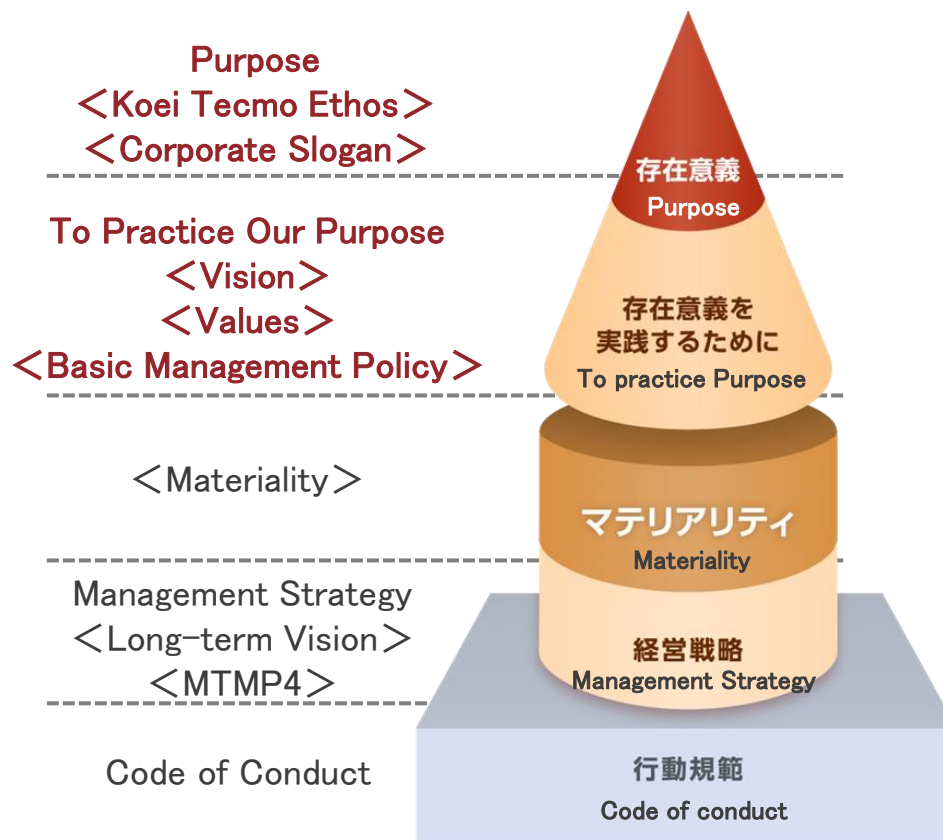 Purpose
＜Koei Tecmo Ethos＞
＜Corporate Slogan＞
存在意義
Purpose
To Practice Our Purpose
＜Vision＞
＜Values＞
＜Basic Management Policy＞
存在意義を
実践するために
To practice Purpose
＜Materiality＞
マテリアリティ
Materiality
Management Strategy
＜Long-term Vision＞
＜MTMP4＞
経営戦略
Management Strategy
Code of Conduct
行動規範
Code of conduct